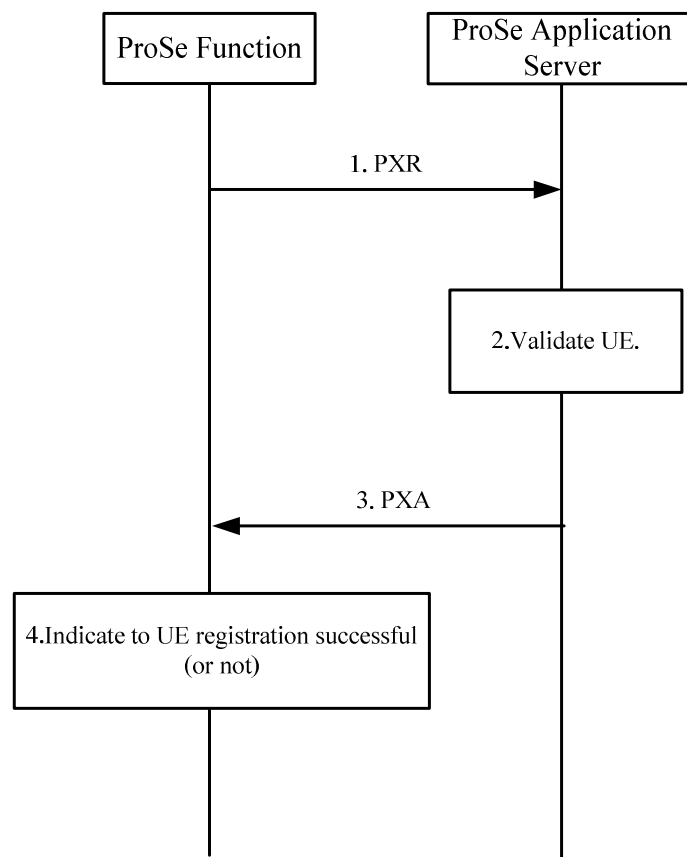 ProSe Function
ProSe Application
Server
1. PXR
2.Validate UE.
3. PXA
4.Indicate to UE registration successful
(or not)